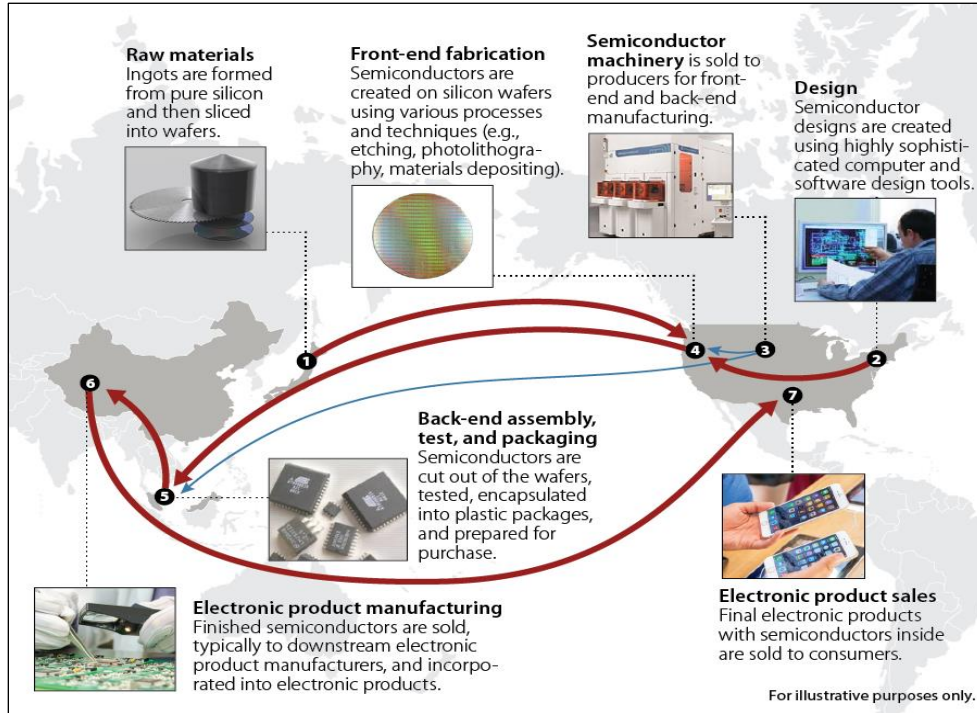 Raw materials
Ingots are formed
from pure silicon
and then sliced
into wafers.
Front-end fabrication
Semiconductors are
created on silicon wafers
using various processes
and techniques (e.g.,
etching, photolithogra-
phy, materials depositing).
Semiconductor
machinery is sold to
producers for front-
end and back-end
manufacturing.
Design
Semiconductor
designs are created
using highly sophisti-
cated computer and
software design tools.
1
4
3
2
6
7
5
Back-end assembly,
test, and packaging
Semiconductors are
cut out of the wafers,
tested, encapsulated
into plastic packages,
and prepared for
purchase.
Electronic product manufacturing
Finished semiconductors are sold,
typically to downstream electronic
product manufacturers, and incorpo-
rated into electronic products.
Electronic product sales
Final electronic products
with semiconductors inside
are sold to consumers.
For illustrative purposes only.